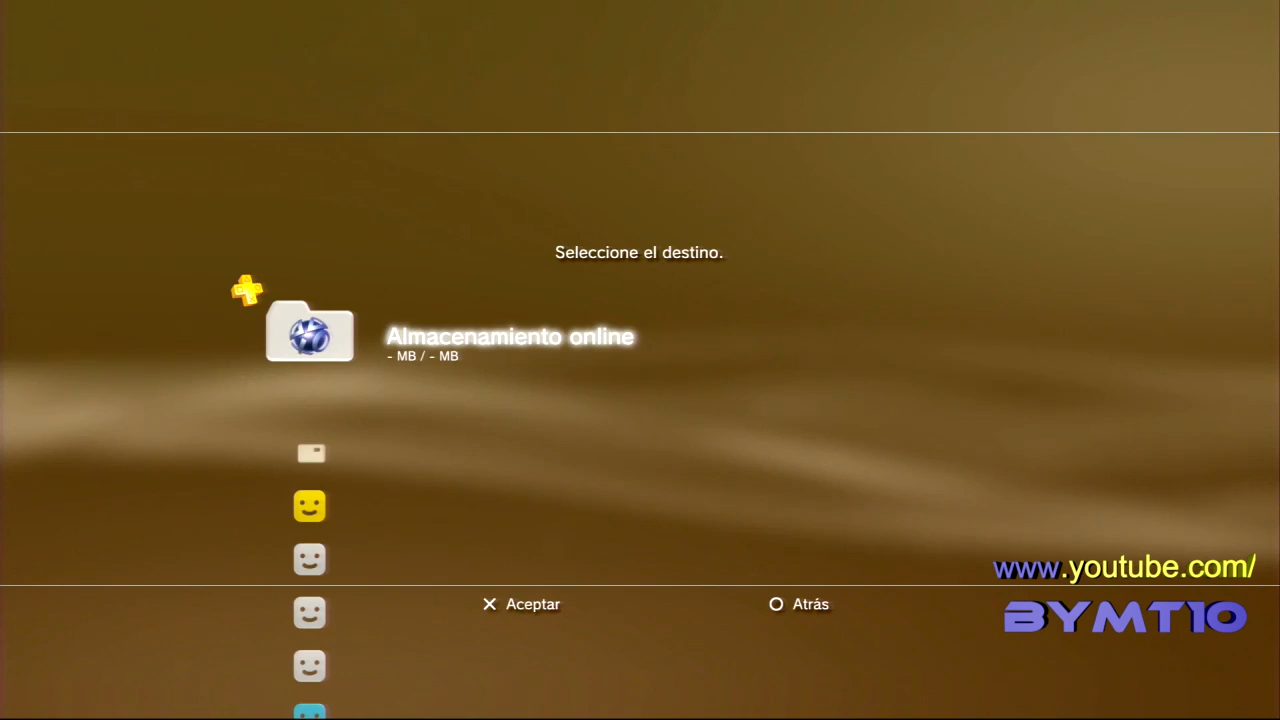 Seleccione el destino.
Almacenamiento online
- MB / - MB
www.youtube.com/
Aceptar
Atrás
BYMT10